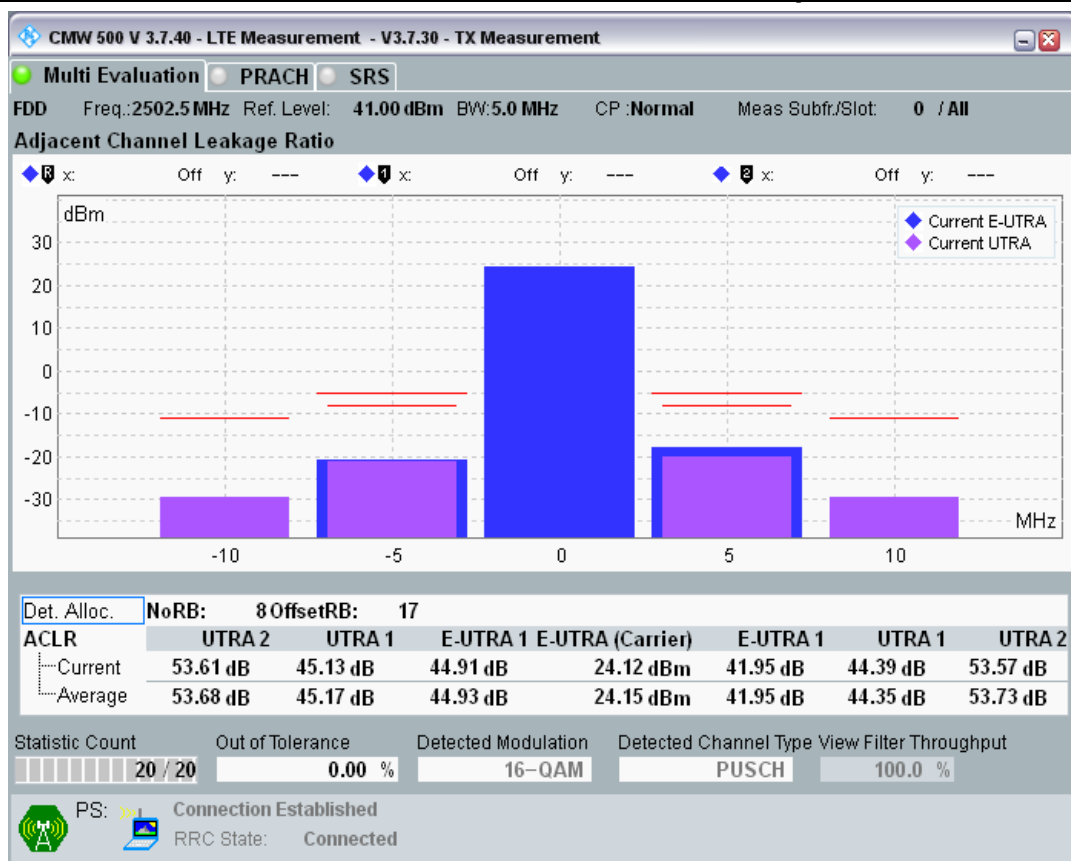 CMW 500 V 3.7.40 - LTE Measurement - V3.7.30 - TX Measurement
Multi Evaluation PRACH SRS
FDD Freq.:2502.5 MHz Ref. Level: 41.00 dBm BW:5.0 MHz CP :Normal Meas Subfr./Slot: 0 / All
Adjacent Channel Leakage Ratio
R x: Off y: --- 1 x: Off y: --- 2 x: Off y: ---
dBm
Current E-UTRA
Current UTRA
30
20
10
0
-10
-20
-30
MHz
-10 -5 0 5 10
Det. Alloc. NoRB: 8 OffsetRB: 17
ACLR UTRA 2 UTRA 1 E-UTRA 1 E-UTRA (Carrier) E-UTRA 1 UTRA 1 UTRA 2
Current 53.61 dB 45.13 dB 44.91 dB 24.12 dBm 41.95 dB 44.39 dB 53.57 dB
Average 53.68 dB 45.17 dB 44.93 dB 24.15 dBm 41.95 dB 44.35 dB 53.73 dB
Statistic Count Out of Tolerance Detected Modulation Detected Channel Type View Filter Throughput
20 / 20 0.00 % 16-QAM PUSCH 100.0 %
PS: Connection Established
RRC State: Connected